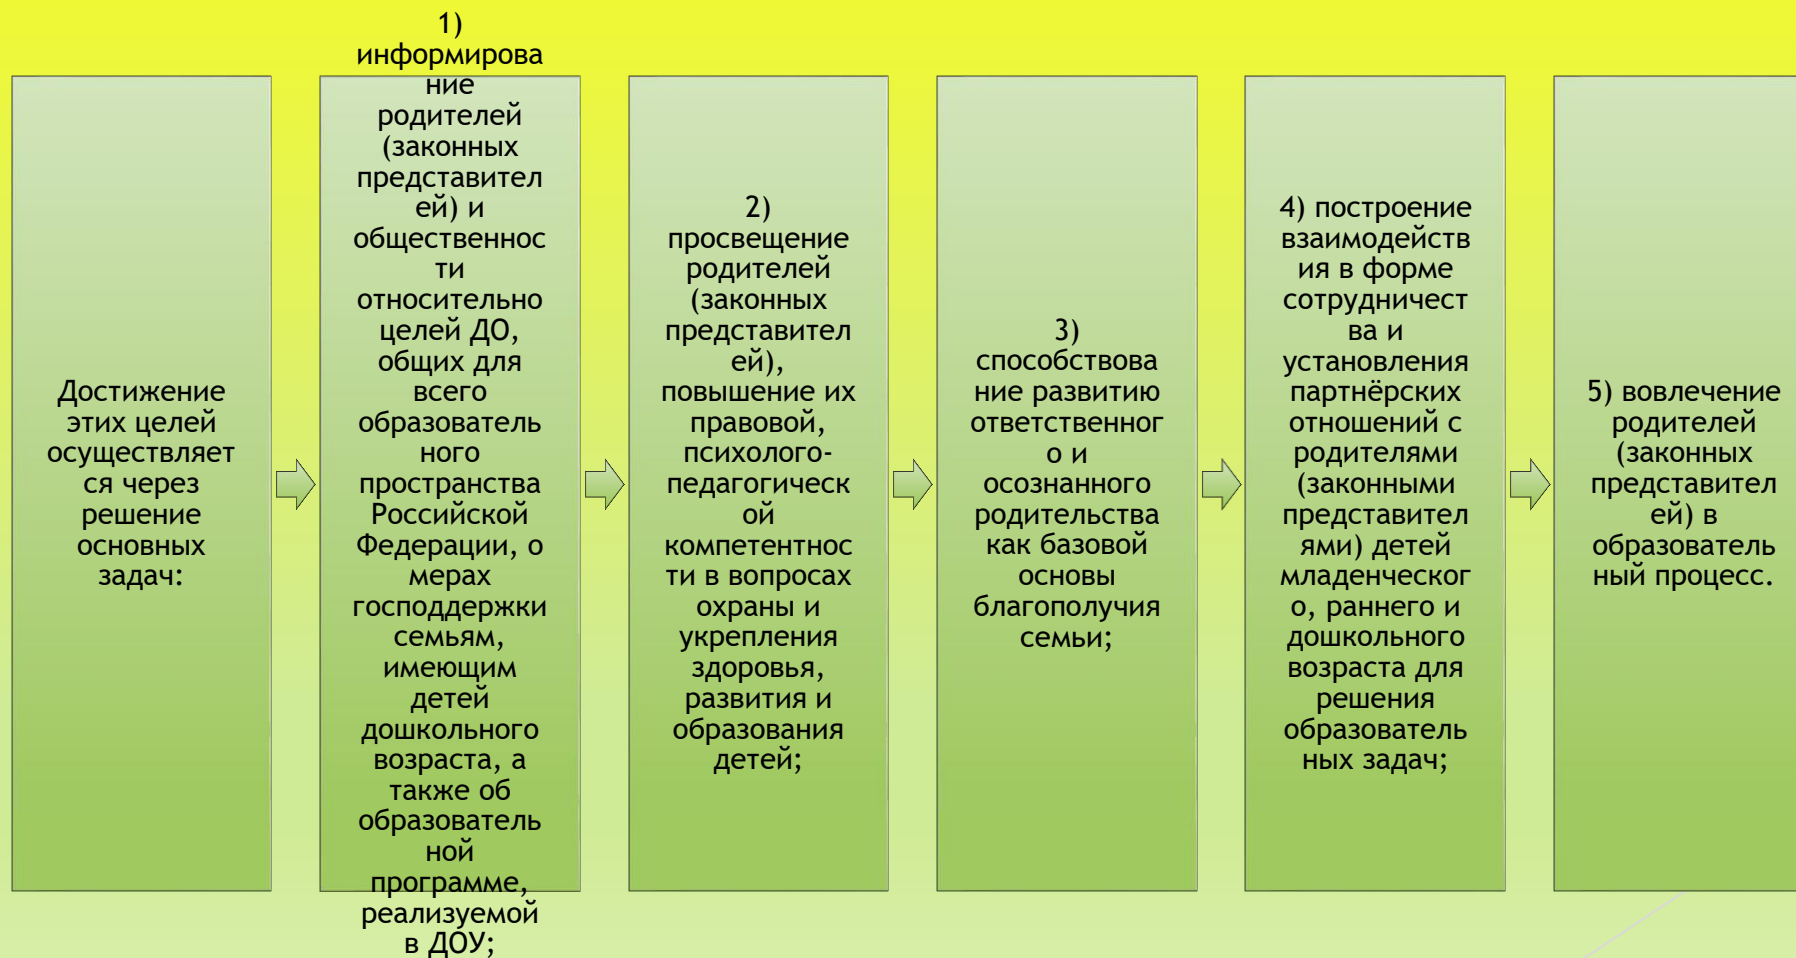 Достижение
этих целей
осуществляет
ся через
решение
основных
задач:
1)
информирова
ние
родителей
(законных
представител
ей) и
общественнос
ти
относительно
целей ДО,
общих для
всего
образователь
ного
пространства
Российской
Федерации, о
мерах
господдержки
семьям,
имеющим
детей
дошкольного
возраста, а
также об
образователь
ной
программе,
реализуемой
в ДОУ;
2)
просвещение
родителей
(законных
представител
ей),
повышение их
правовой,
психолого-
педагогическ
ой
компетентнос
ти в вопросах
охраны и
укрепления
здоровья,
развития и
образования
детей;
3)
способствова
ние развитию
ответственног
о и
осознанного
родительства
как базовой
основы
благополучия
семьи;
4) построение
взаимодейств
ия в форме
сотрудничест
ва и
установления
партнёрских
отношений с
родителями
(законными
представител
ями) детей
младенческог
о, раннего и
дошкольного
возраста для
решения
образователь
ных задач;
5) вовлечение
родителей
(законных
представител
ей) в
образователь
ный процесс.